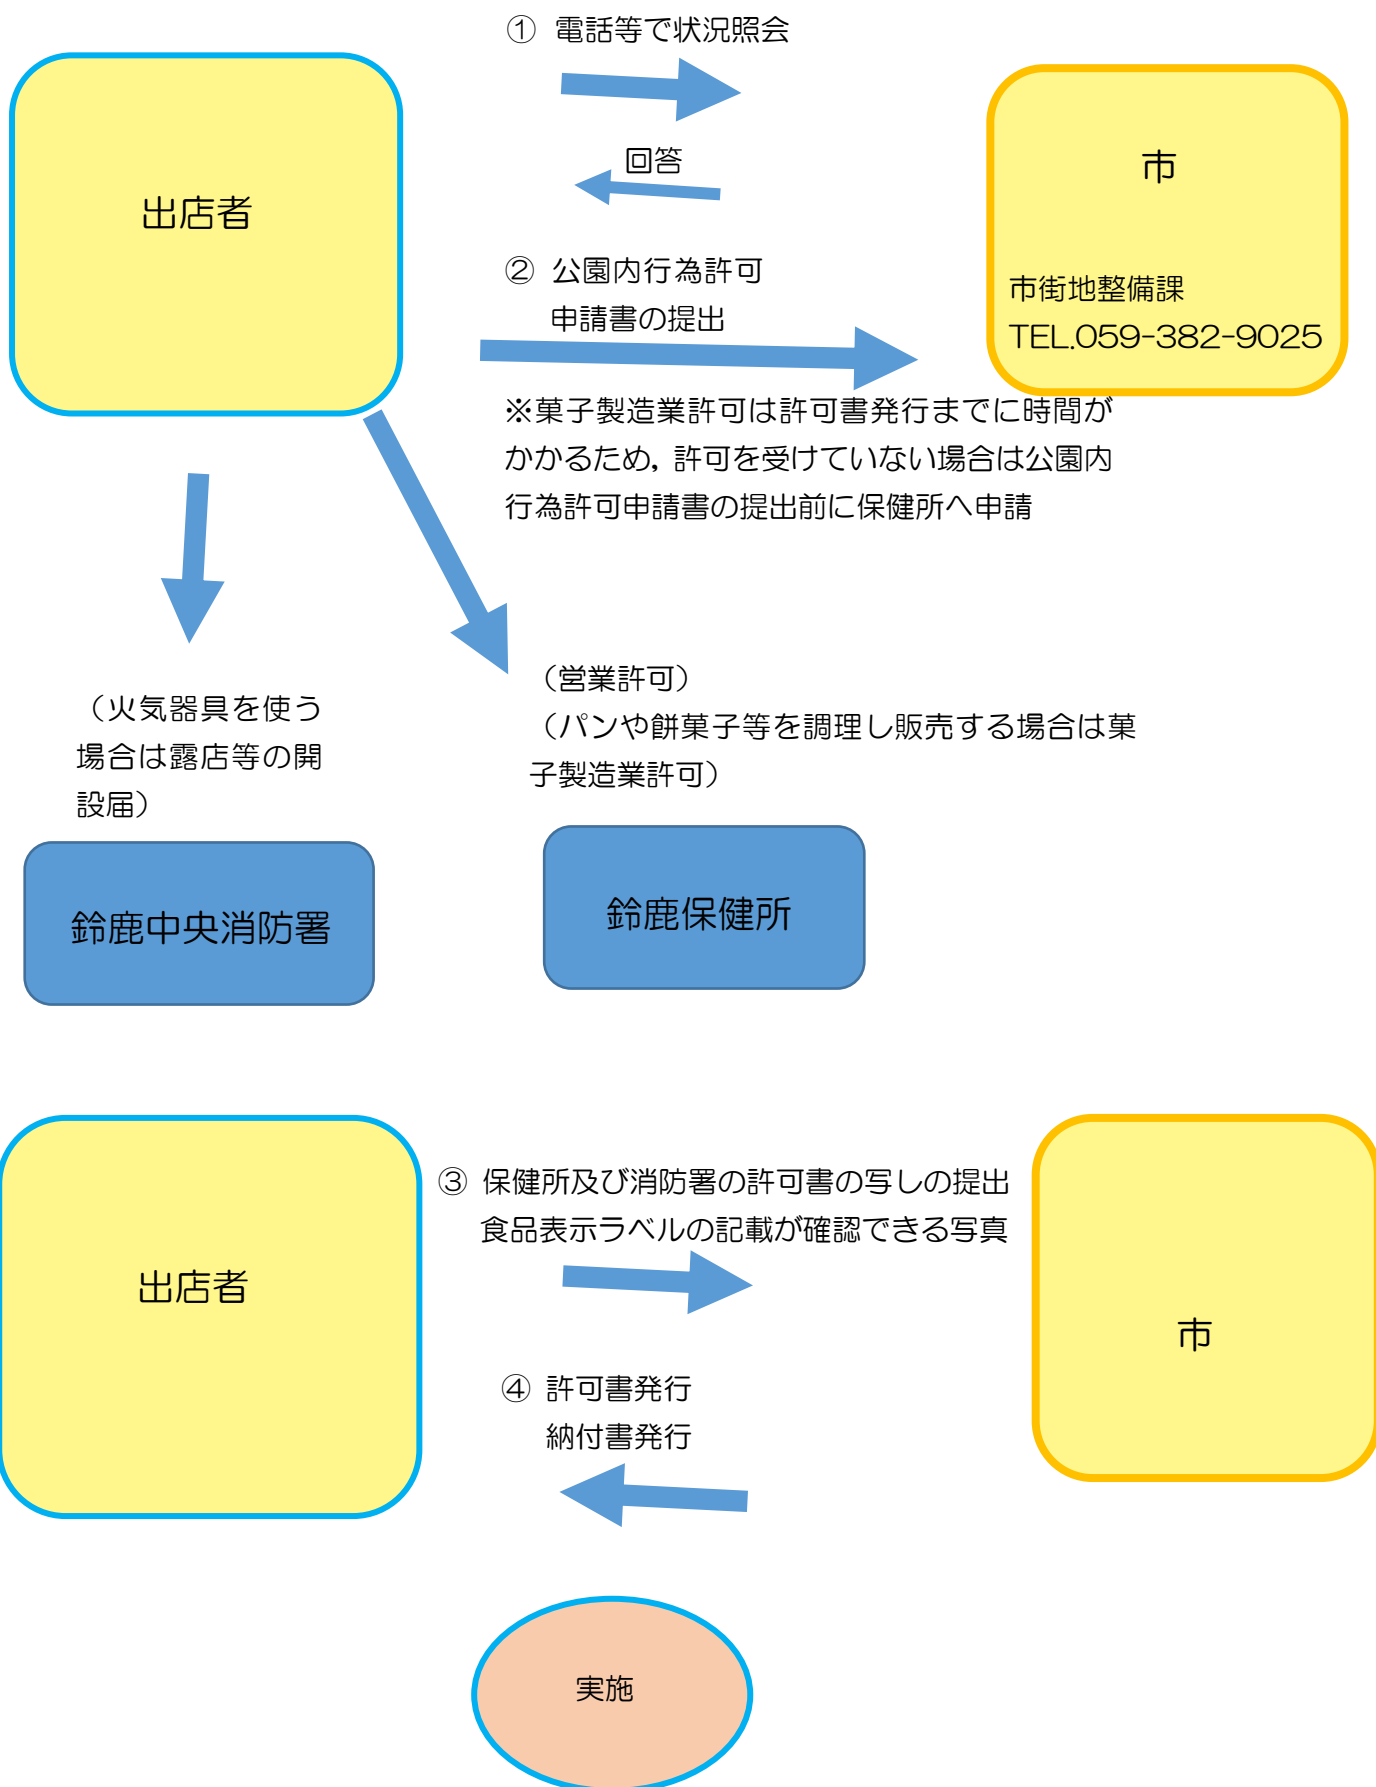 ① 電話等で状況照会
回答
出店者
市
市街地整備課
TEL.059-382-9025
② 公園内行為許可
申請書の提出
※菓子製造業許可は許可書発行までに時間が
かかるため，許可を受けていない場合は公園内
行為許可申請書の提出前に保健所へ申請
（火気器具を使う
場合は露店等の開
設届）
（営業許可）
（パンや餅菓子等を調理し販売する場合は菓
子製造業許可）
鈴鹿中央消防署
鈴鹿保健所
出店者
③ 保健所及び消防署の許可書の写しの提出
食品表示ラベルの記載が確認できる写真
市
④ 許可書発行
納付書発行
実施